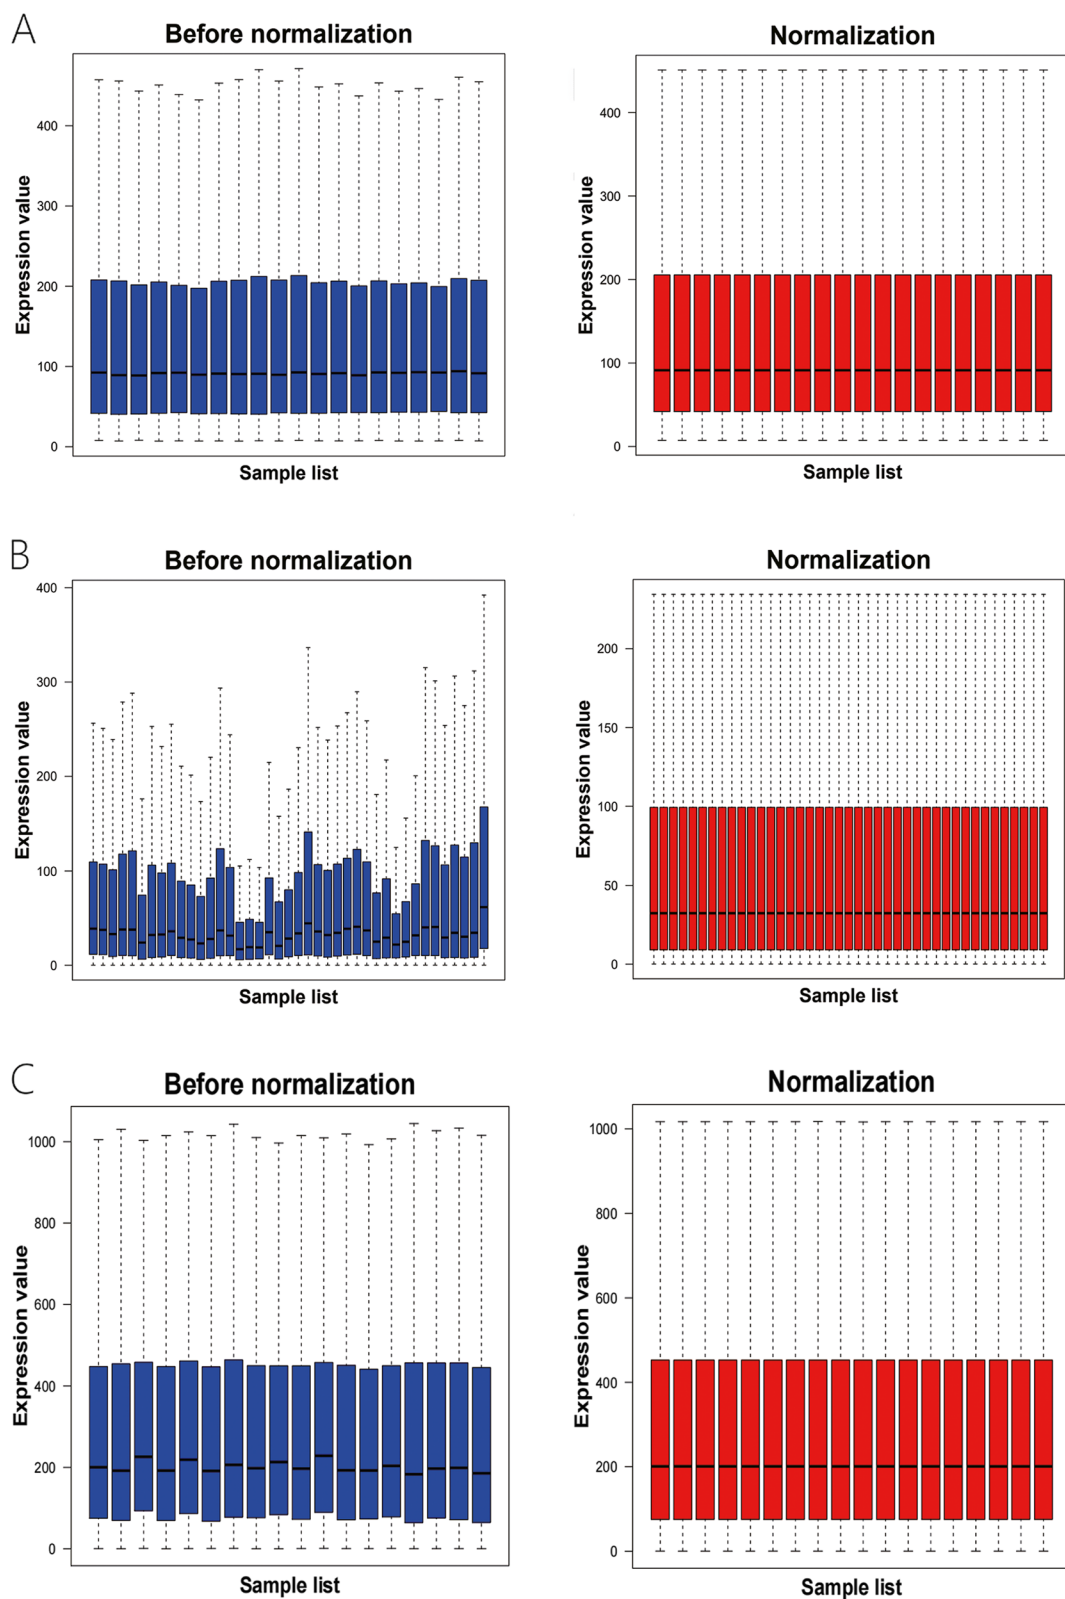 A
Before normalization
Expression value
400
300
200
100
0
Sample list
Normalization
Expression value
400
300
200
100
0
Sample list
B
Before normalization
Expression value
400
300
200
100
0
Sample list
Normalization
Expression value
200
150
100
50
0
Sample list
C
Before normalization
Expression value
1000
800
600
400
200
0
Sample list
Normalization
Expression value
1000
800
600
400
200
0
Sample list